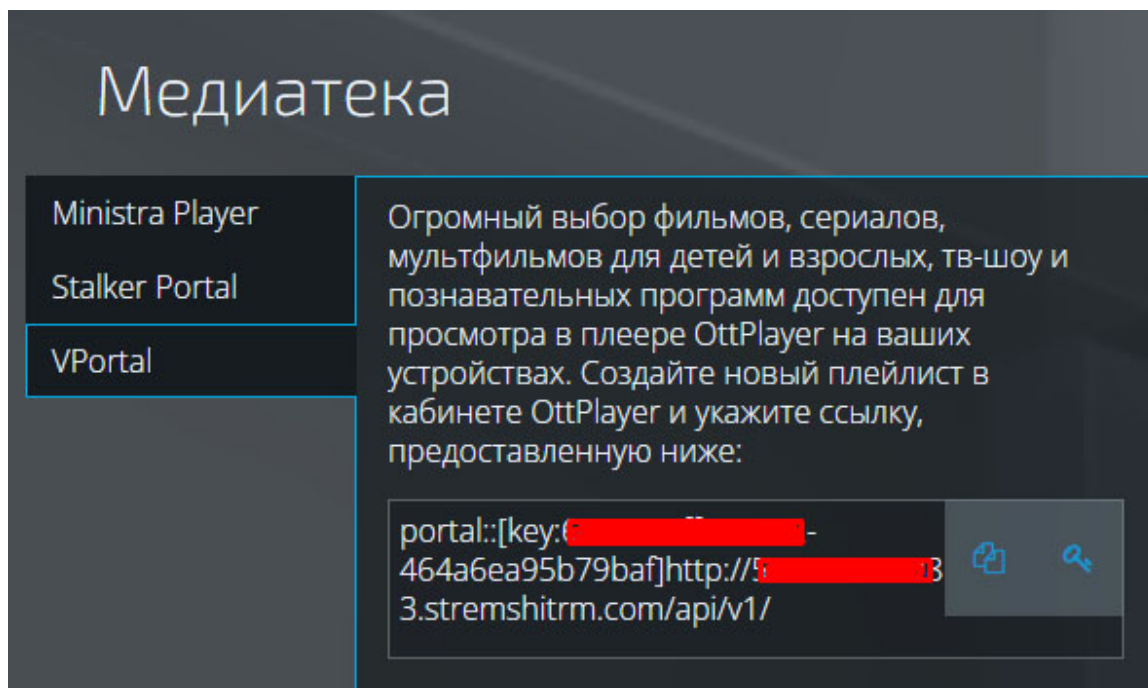 Медиатека
Ministra Player
Stalker Portal
VPortal
Огромный выбор фильмов, сериалов,
мультфильмов для детей и взрослых, тв-шоу и
познавательных программ доступен для
просмотра в плеере OttPlayer на ваших
устройствах. Создайте новый плейлист в
кабинете OttPlayer и укажите ссылку,
предоставленную ниже:
portal::[key: -
464a6ea95b79baf]http://
3.stremshitrm.com/api/v1/